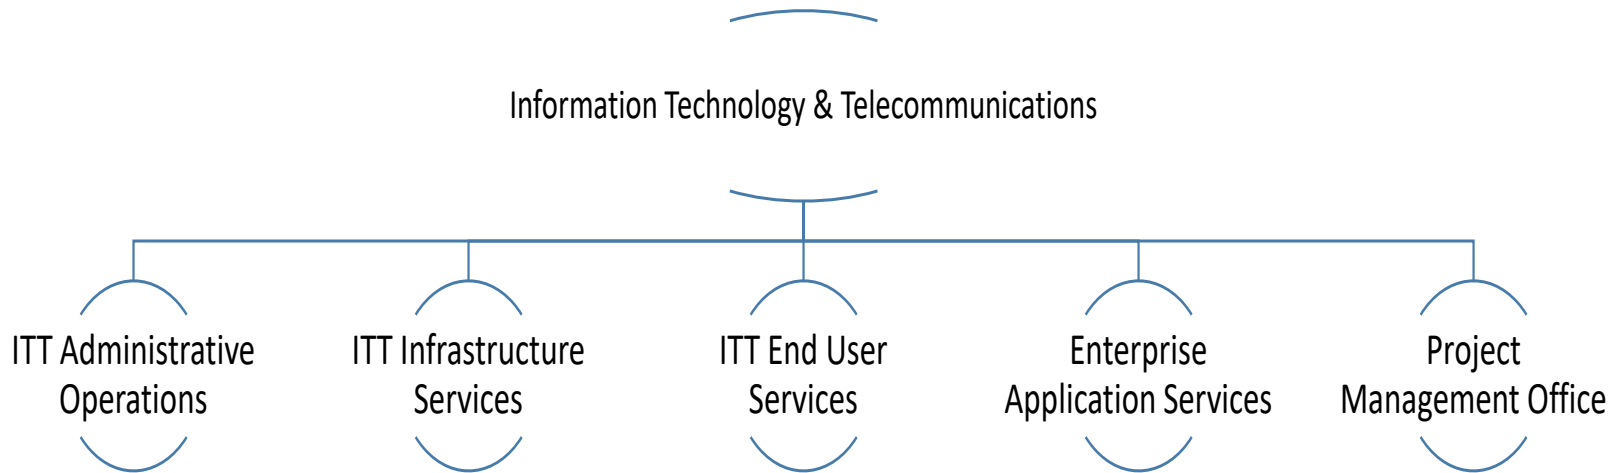 Information Technology & Telecommunications
ITT Administrative
Operations
ITT Infrastructure
Services
ITT End User
Services
Enterprise
Application Services
Project
Management Office